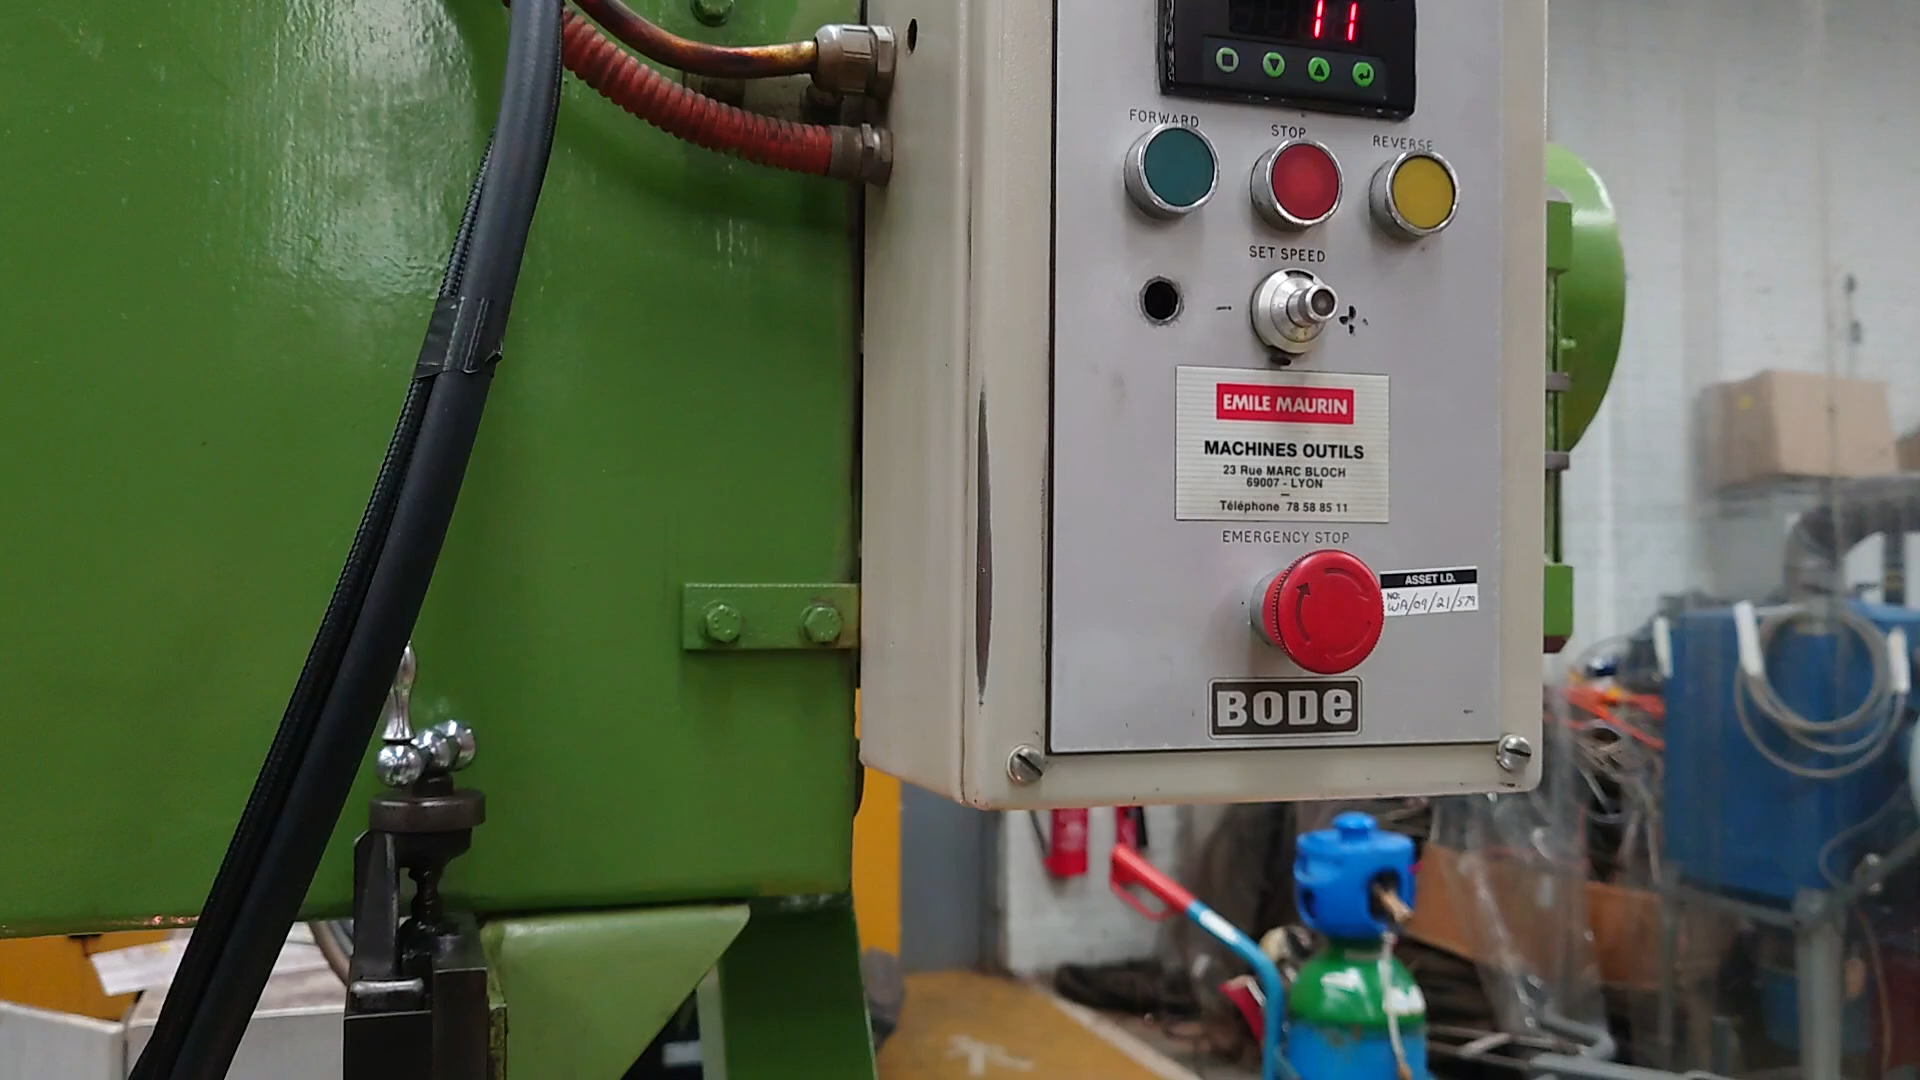 11
FORWARD
STOP
REVERSE
SET SPEED
EMILE MAURIN
MACHINES OUTILS
23 Rue MARC BLOCH
69007 - LYON
Téléphone 78 58 85 11
EMERGENCY STOP
ASSET I.D.
NO: WA/09/21/579
BODe